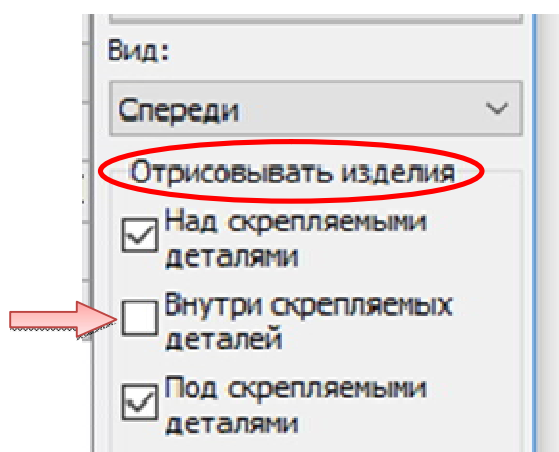 Вид:
Спереди
Отрисовывать изделия
Над скрепляемыми
деталями
Внутри скрепляемых
деталей
Под скрепляемыми
деталями